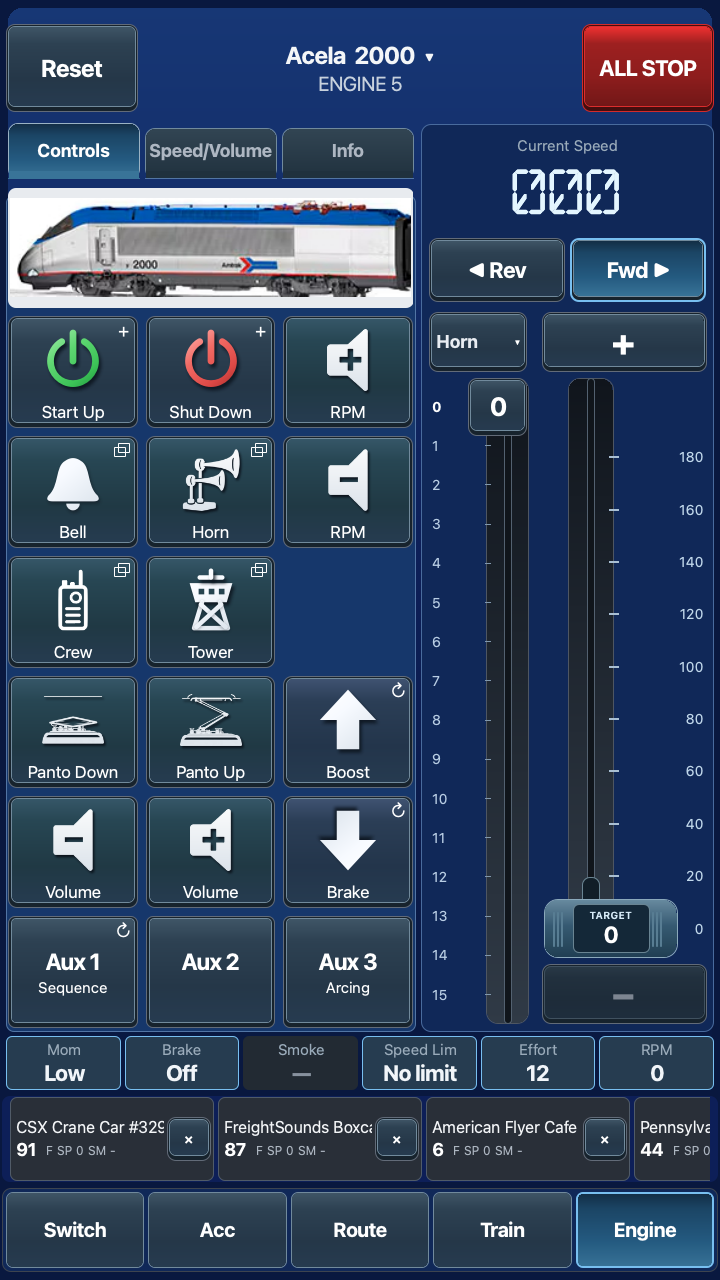 Reset
Acela 2000 ▼
ENGINE 5
ALL STOP
Controls
Speed/Volume
Info
Current Speed
000
2000
Amtrak
◀ Rev
Fwd ▶
Horn
+
Start Up
Shut Down
RPM
Bell
Horn
RPM
Crew
Tower
Panto Down
Panto Up
Boost
Volume
Volume
Brake
Aux 1
Sequence
Aux 2
Aux 3
Arcing
0
0
1
2
3
4
5
6
7
8
9
10
11
12
13
14
15
180
160
140
120
100
80
60
40
20
0
TARGET
0
−
Mom
Low
Brake
Off
Smoke
—
Speed Lim
No limit
Effort
12
RPM
0
CSX Crane Car #329
91 F SP 0 SM -
×
FreightSounds Boxca
87 F SP 0 SM -
×
American Flyer Cafe
6 F SP 0 SM -
×
Pennsylva
44 F SP 0
Switch
Acc
Route
Train
Engine